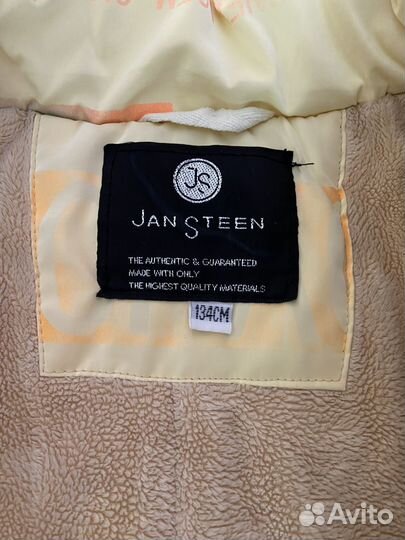 JS
JAN STEEN
THE AUTHENTIC & GUARANTEED
MADE WITH ONLY
THE HIGHEST QUALITY MATERIALS
134CM
Avito